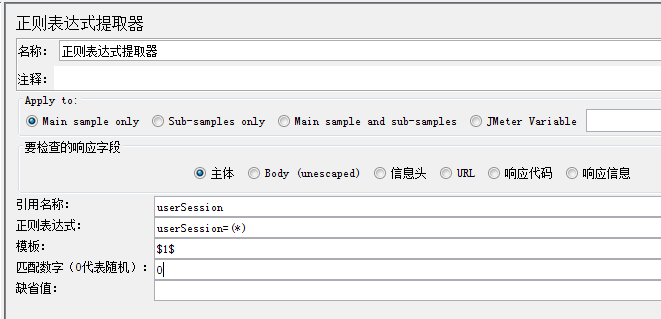 正则表达式提取器
名称： 正则表达式提取器
注释：
Apply to:
Main sample only Sub-samples only Main sample and sub-samples JMeter Variable
要检查的响应字段
主体 Body (unescaped) 信息头 URL 响应代码 响应信息
引用名称： userSession
正则表达式： userSession=(*)
模板： $1$
匹配数字（0代表随机）： 0
缺省值：